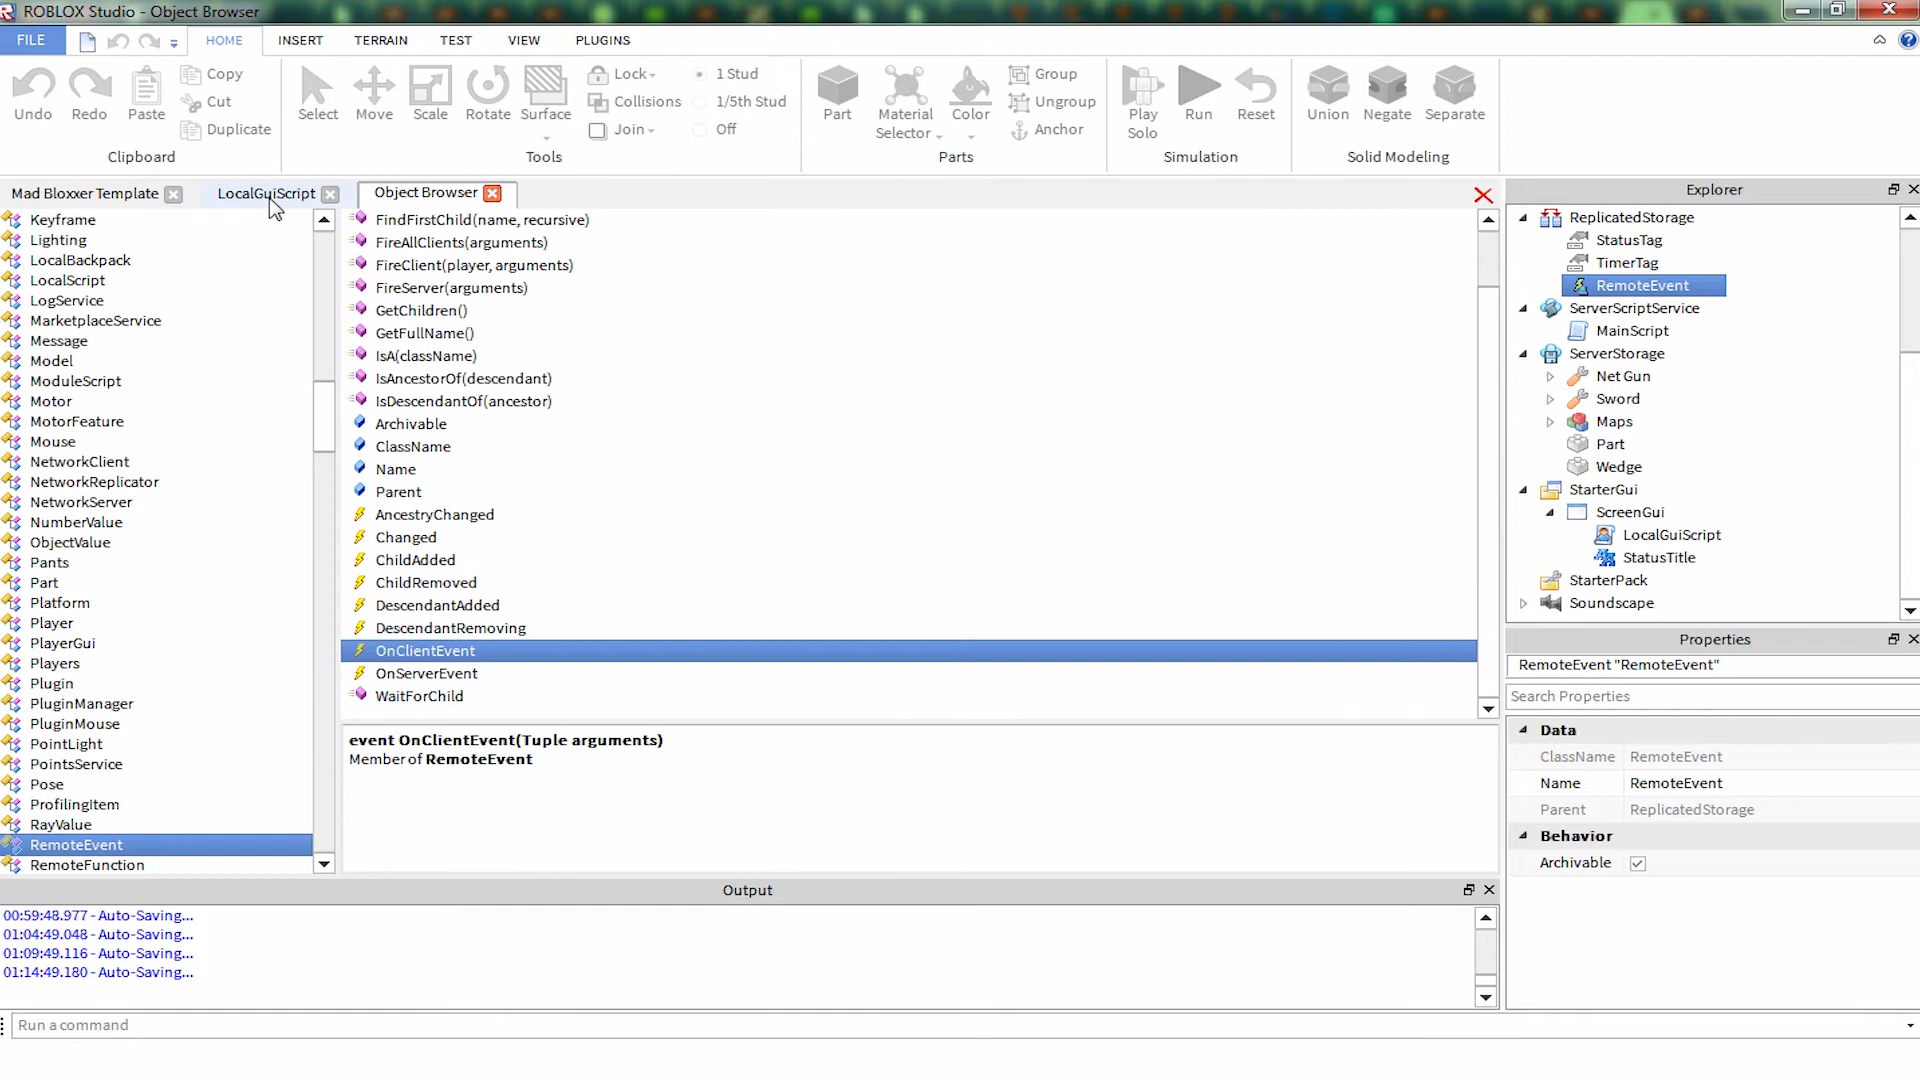 ROBLOX Studio - Object Browser
FILE
HOME
INSERT
TERRAIN
TEST
VIEW
PLUGINS
Undo
Redo
Paste
Copy
Cut
Duplicate
Clipboard
Select
Move
Scale
Rotate
Surface
Lock
Collisions
Join
1 Stud
1/5th Stud
Off
Tools
Part
Material Selector
Color
Group
Ungroup
Anchor
Parts
Play Solo
Run
Reset
Simulation
Union
Negate
Separate
Solid Modeling
Mad Bloxxer Template
LocalGuiScript
Object Browser
Keyframe
Lighting
LocalBackpack
LocalScript
LogService
MarketplaceService
Message
Model
ModuleScript
Motor
MotorFeature
Mouse
NetworkClient
NetworkReplicator
NetworkServer
NumberValue
ObjectValue
Pants
Part
Platform
Player
PlayerGui
Players
Plugin
PluginManager
PluginMouse
PointLight
PointsService
Pose
ProfilingItem
RayValue
RemoteEvent
RemoteFunction
FindFirstChild(name, recursive)
FireAllClients(arguments)
FireClient(player, arguments)
FireServer(arguments)
GetChildren()
GetFullName()
IsA(className)
IsAncestorOf(descendant)
IsDescendantOf(ancestor)
Archivable
ClassName
Name
Parent
AncestryChanged
Changed
ChildAdded
ChildRemoved
DescendantAdded
DescendantRemoving
OnClientEvent
OnServerEvent
WaitForChild
event OnClientEvent(Tuple arguments)
Member of RemoteEvent
Explorer
ReplicatedStorage
StatusTag
TimerTag
RemoteEvent
ServerScriptService
MainScript
ServerStorage
Net Gun
Sword
Maps
Part
Wedge
StarterGui
ScreenGui
LocalGuiScript
StatusTitle
StarterPack
Soundscape
Properties
RemoteEvent "RemoteEvent"
Search Properties
Data
ClassName RemoteEvent
Name RemoteEvent
Parent ReplicatedStorage
Behavior
Archivable
Output
00:59:48.977 - Auto-Saving...
01:04:49.048 - Auto-Saving...
01:09:49.116 - Auto-Saving...
01:14:49.180 - Auto-Saving...
Run a command